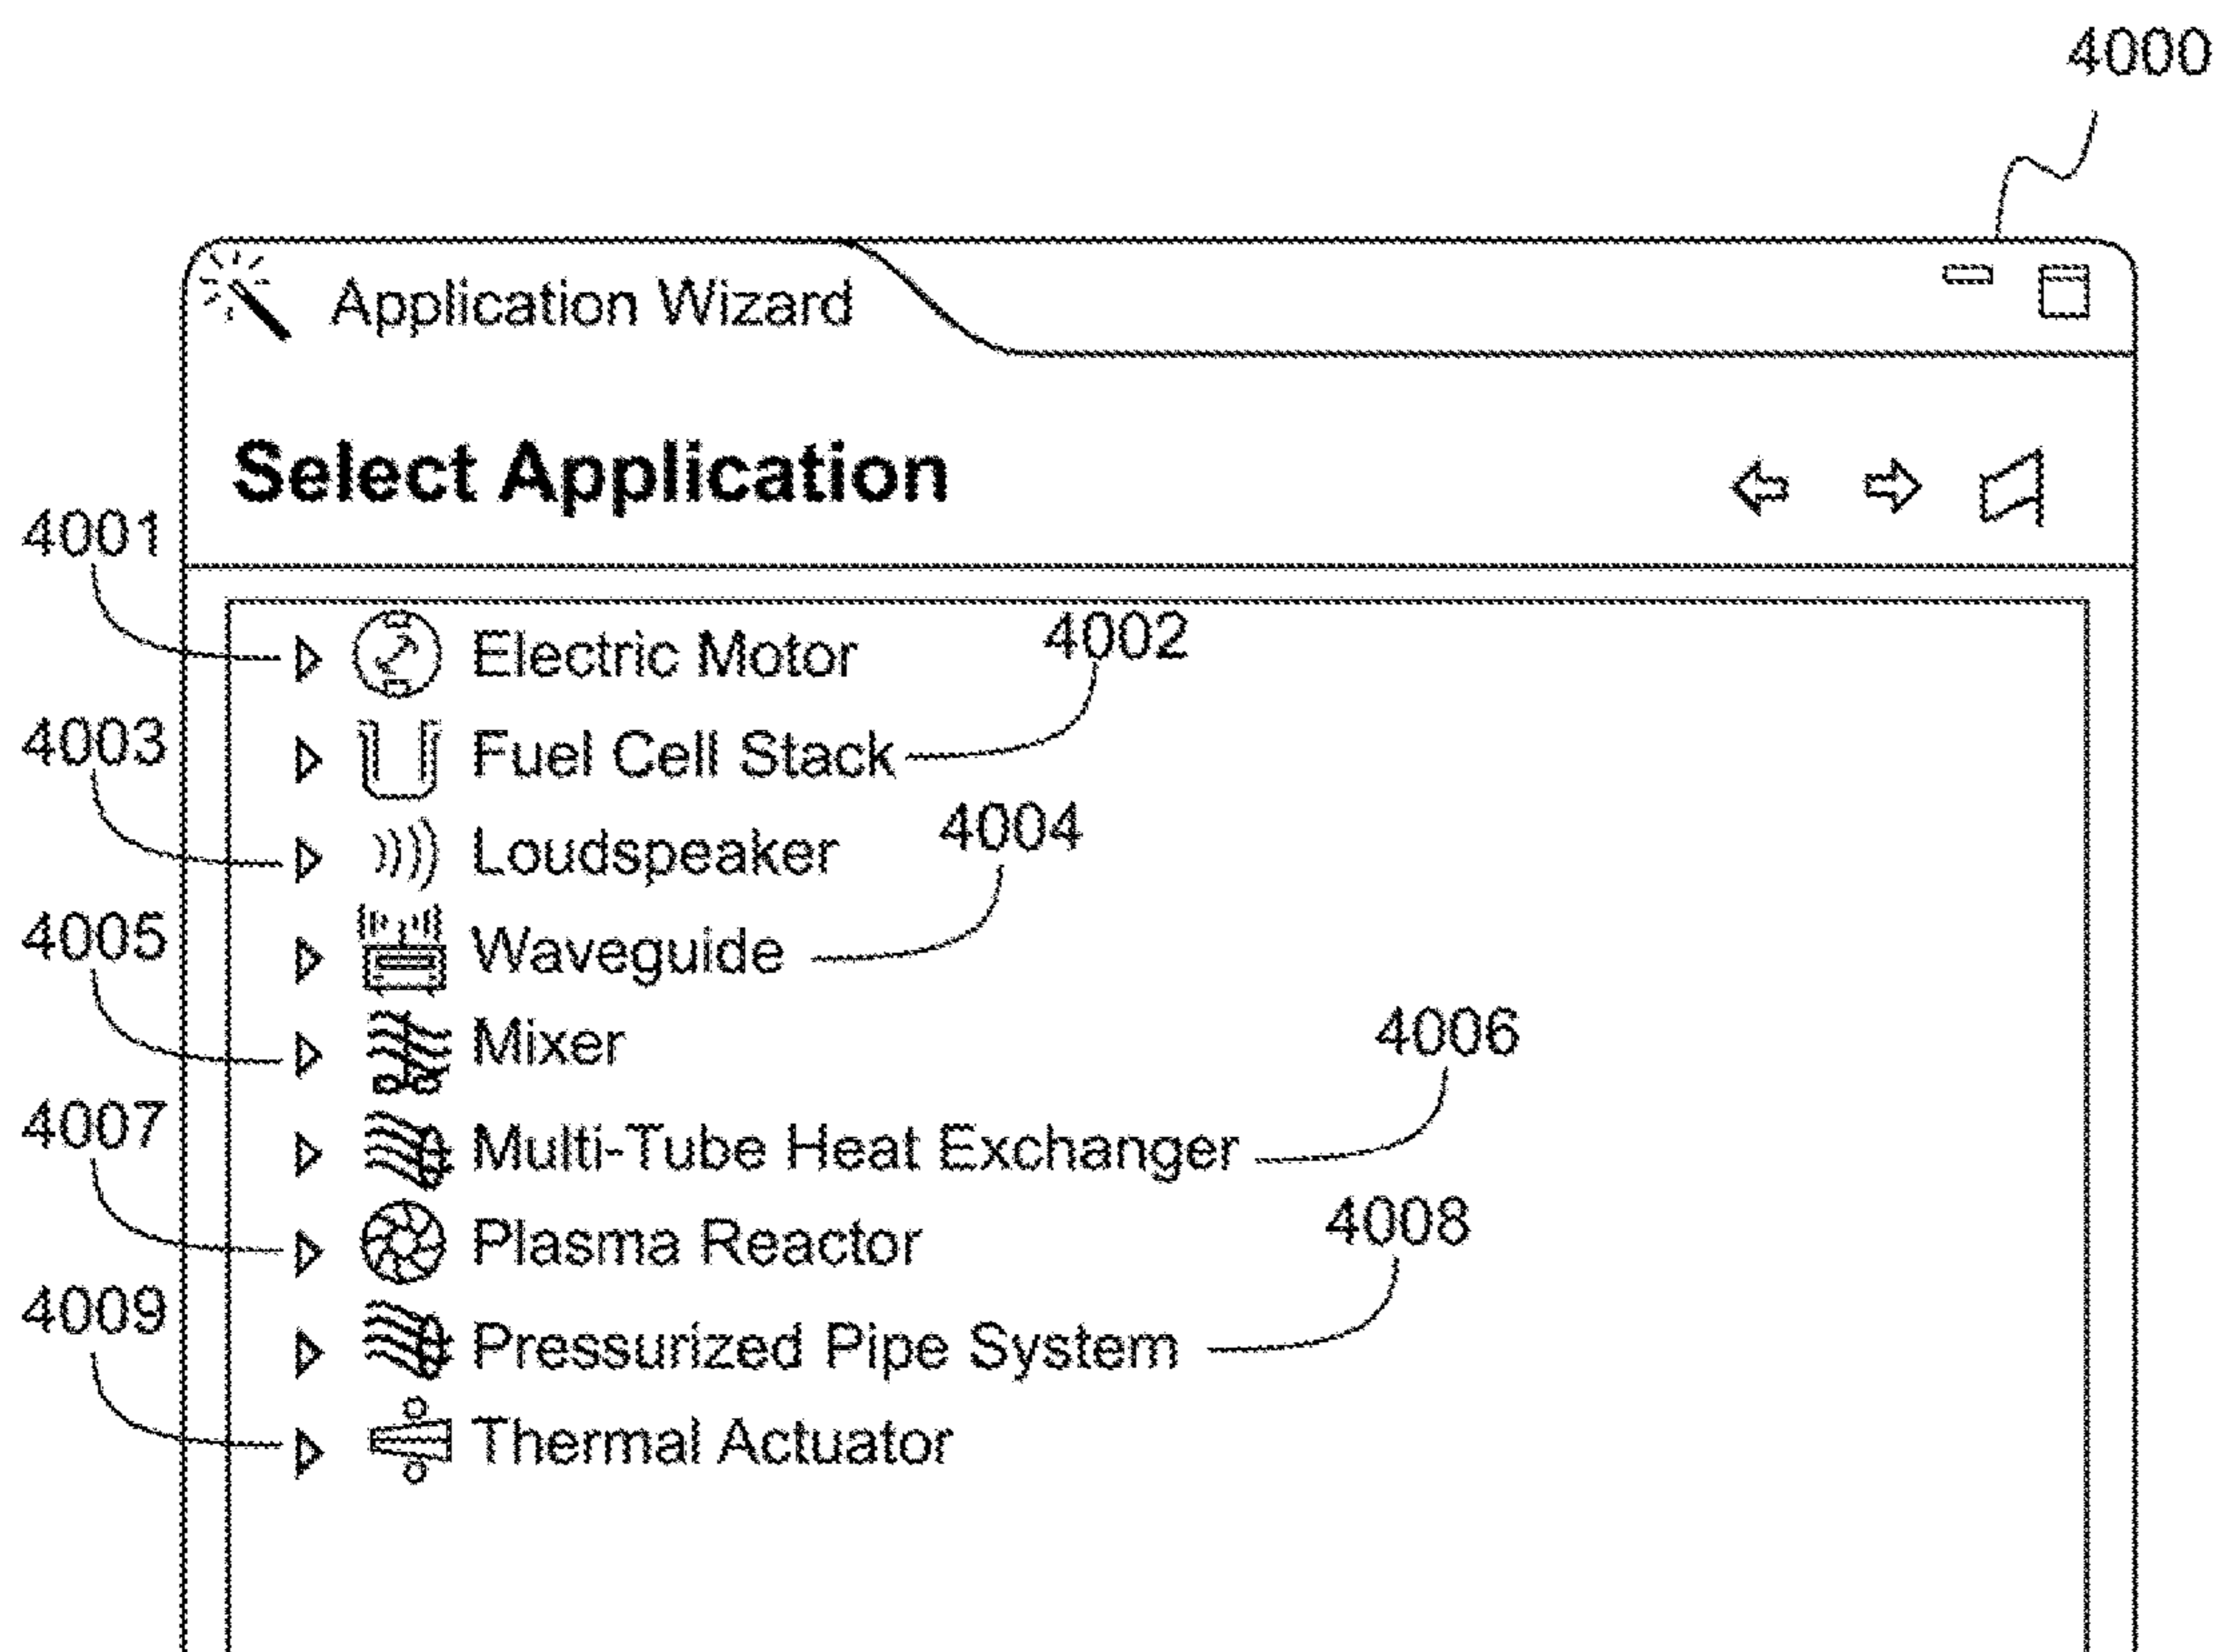 4000
Application Wizard
Select Application
4001
Electric Motor
4002
4003
Fuel Cell Stack
Loudspeaker
4004
4005
Waveguide
Mixer
4006
4007
Multi-Tube Heat Exchanger
Plasma Reactor
4008
4009
Pressurized Pipe System
Thermal Actuator